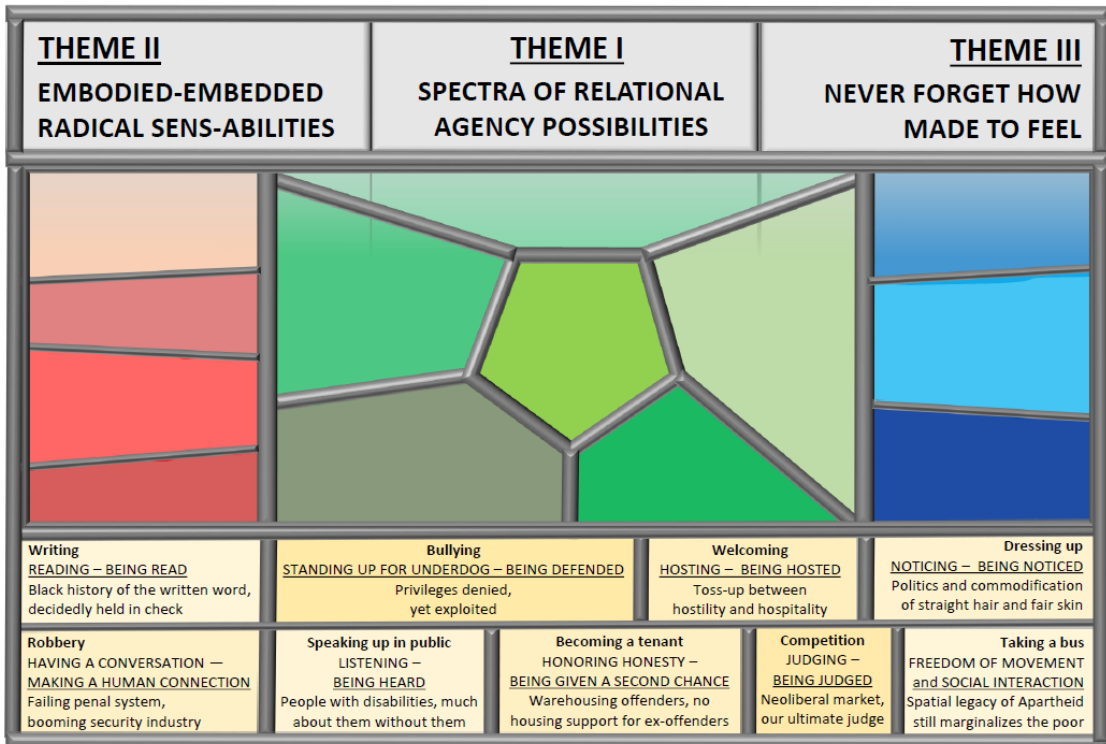 THEME II
EMBODIED-EMBEDDED
RADICAL SENS-ABILITIES
THEME I
SPECTRA OF RELATIONAL
AGENCY POSSIBILITIES
THEME III
NEVER FORGET HOW
MADE TO FEEL
Writing
READING – BEING READ
Black history of the written word,
decidedly held in check
Bullying
STANDING UP FOR UNDERDOG – BEING DEFENDED
Privileges denied,
yet exploited
Welcoming
HOSTING – BEING HOSTED
Toss-up between
hostility and hospitality
Dressing up
NOTICING – BEING NOTICED
Politics and commodification
of straight hair and fair skin
Robbery
HAVING A CONVERSATION —
MAKING A HUMAN CONNECTION
Failing penal system,
booming security industry
Speaking up in public
LISTENING –
BEING HEARD
People with disabilities, much
about them without them
Becoming a tenant
HONORING HONESTY –
BEING GIVEN A SECOND CHANCE
Warehousing offenders, no
housing support for ex-offenders
Competition
JUDGING –
BEING JUDGED
Neoliberal market,
our ultimate judge
Taking a bus
FREEDOM OF MOVEMENT
and SOCIAL INTERACTION
Spatial legacy of Apartheid
still marginalizes the poor